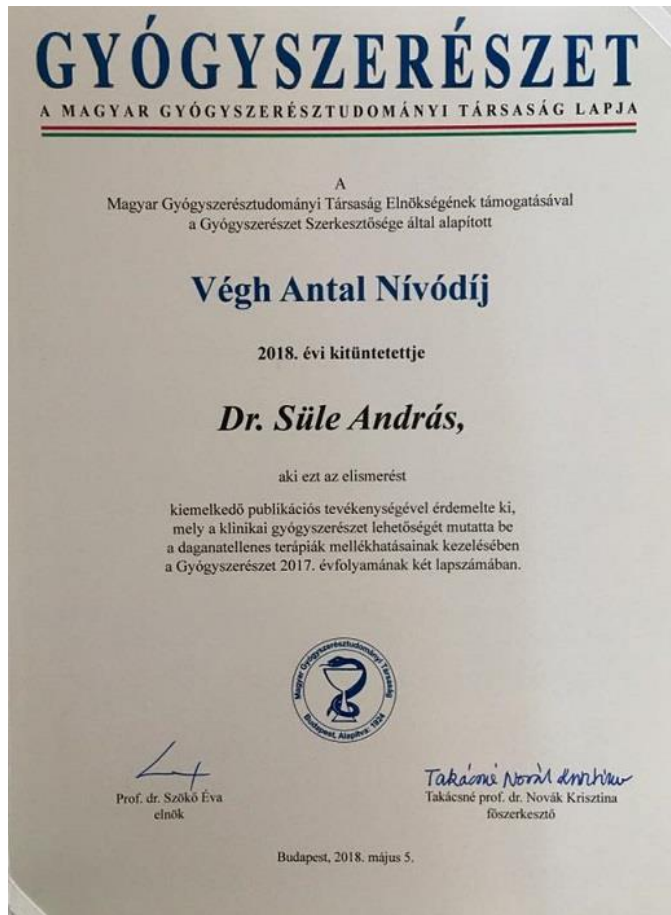 GYÓGYSZERÉSZET
A MAGYAR GYÓGYSZERÉSZTUDOMÁNYI TÁRSASÁG LAPJA
A
Magyar Gyógyszerésztudományi Társaság Elnökségének támogatásával
a Gyógyszerészet Szerkesztősége által alapított
Végh Antal Nívódíj
2018. évi kitüntetettje
Dr. Süle András,
aki ezt az elismerést
kiemelkedő publikációs tevékenységével érdemelte ki,
mely a klinikai gyógyszerészet lehetőségét mutatta be
a daganatellenes terápiák mellékhatásainak kezelésében
a Gyógyszerészet 2017. évfolyamának két lapszámában.
Magyar Gyógyszerésztudományi Társaság
Budapest, Alapítva: 1924
Takácsné Novák Krisztina
Prof. dr. Szökő Éva
elnök
Takácsné prof. dr. Novák Krisztina
főszerkesztő
Budapest, 2018. május 5.